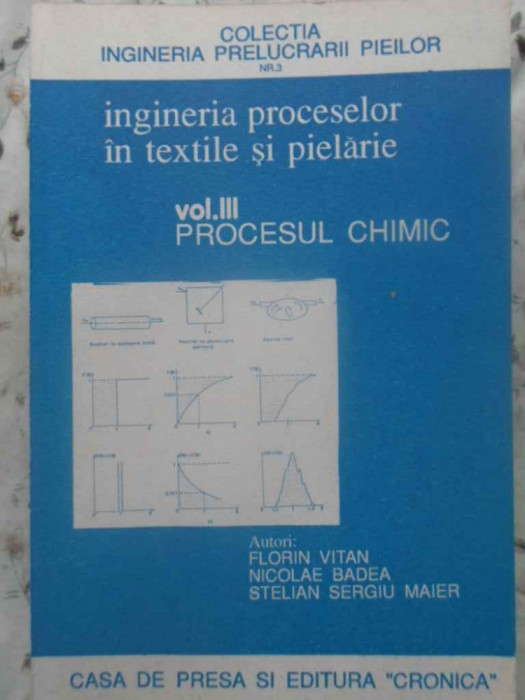 COLECTIA
INGINERIA PRELUCRARII PIEILOR
NR.3
ingineria proceselor
în textile și pielărie
vol.III
PROCESUL CHIMIC
Autori:
FLORIN VITAN
NICOLAE BADEA
STELIAN SERGIU MAIER
CASA DE PRESA SI EDITURA "CRONICA"